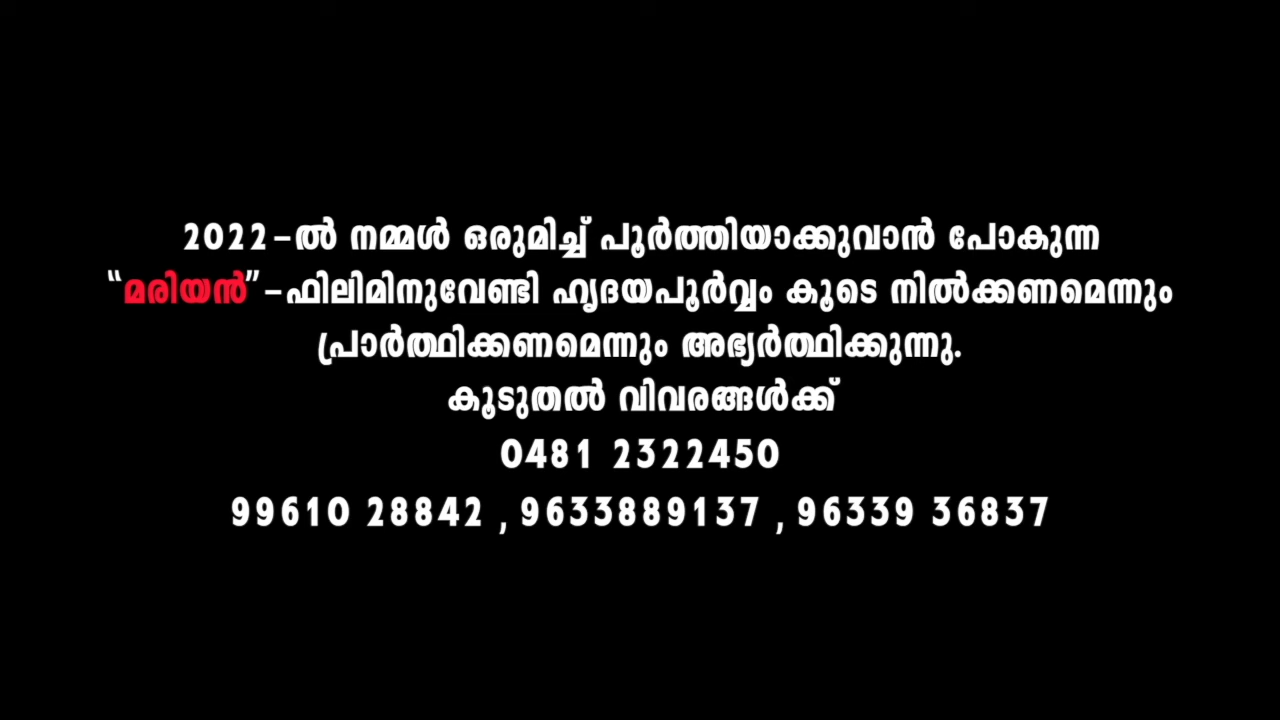 2022-ൽ നമ്മൾ ഒരുമിച്ച് പൂർത്തിയാക്കുവാൻ പോകുന്ന
“മരിയൻ”-ഫിലിമിനുവേണ്ടി ഹൃദയപൂർവ്വം കൂടെ നിൽക്കണമെന്നും
പ്രാർത്ഥിക്കണമെന്നും അഭ്യർത്ഥിക്കുന്നു.
കൂടുതൽ വിവരങ്ങൾക്ക്
0481 2322450
99610 28842 , 9633889137 , 96339 36837